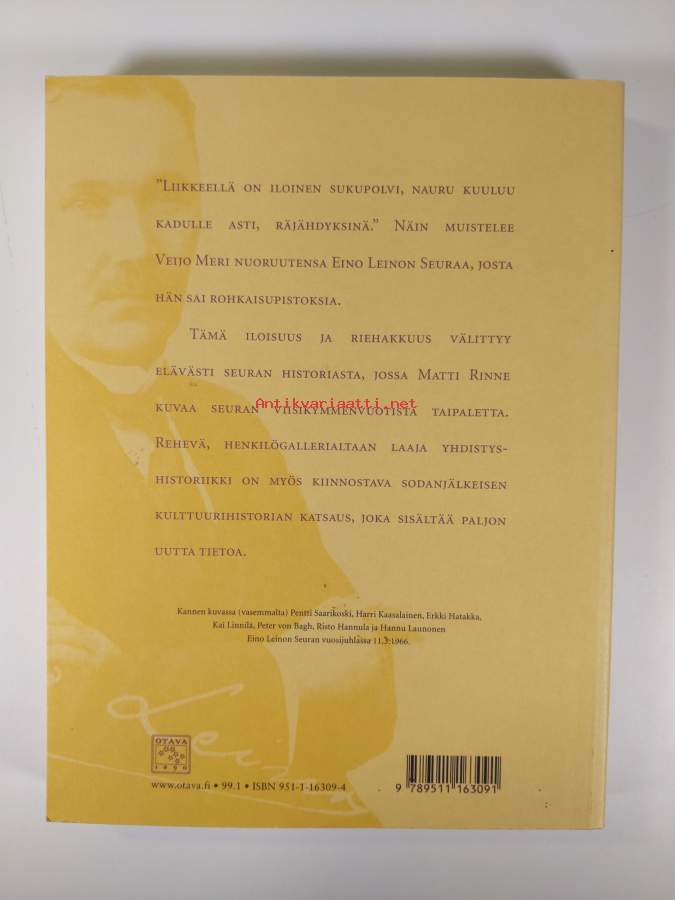 ”Liikkeellä on iloinen sukupolvi, nauru kuuluu
kadulle asti, räjähdyksinä.” Näin muistelee
Veijo Meri nuoruutensa Eino Leinon Seuraa, josta
hän sai rohkaisupistoksia.
Tämä iloisuus ja riehakkuus välittyy
elävästi seuran historiasta, jossa Matti Rinne
Antikvariaatti.net
kuvaa seuran viisikymmenvuotista taipaletta.
Rehevä, henkilögallerialtaan laaja yhdistys-
historiikki on myös kiinnostava sodanjälkeisen
kulttuurihistorian katsaus, joka sisältää paljon
uutta tietoa.
Kannen kuvassa (vasemmalta) Pentti Saarikoski, Harri Kaasalainen, Erkki Hatakka,
Kai Linnilä, Peter von Bagh, Risto Hannula ja Hannu Launonen
Eino Leinon Seuran vuosijuhlassa 11.3.1966.
OTAVA
1890
www.otava.fi • 99.1 • ISBN 951-1-16309-4
9 789511 163091